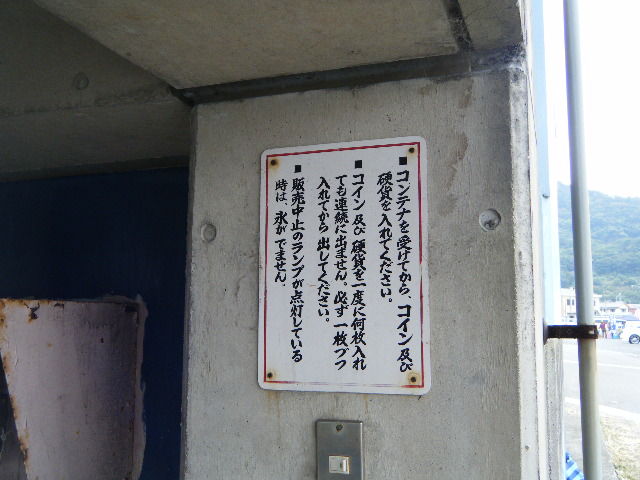 ■ コンテナを受けてから、コイン及び
硬貨を入れてください。
■ コイン及び硬貨を一度に何枚入れ
ても連続に出ません。必ず一枚づつ
入れてから出してください。
■ 販売中止のランプが点灯している
時は、氷がでません。